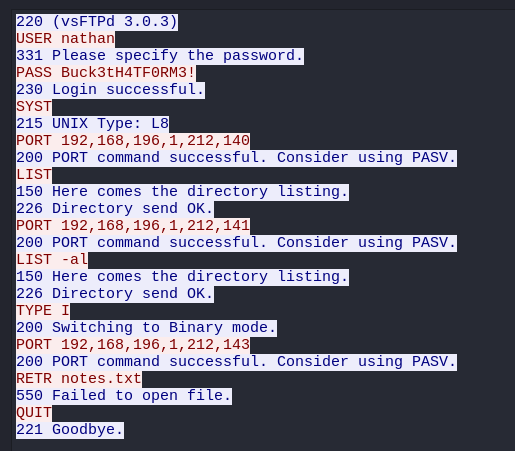 220 (vsFTPd 3.0.3)
USER nathan
331 Please specify the password.
PASS Buck3tH4TF0RM3!
230 Login successful.
SYST
215 UNIX Type: L8
PORT 192,168,196,1,212,140
200 PORT command successful. Consider using PASV.
LIST
150 Here comes the directory listing.
226 Directory send OK.
PORT 192,168,196,1,212,141
200 PORT command successful. Consider using PASV.
LIST -al
150 Here comes the directory listing.
226 Directory send OK.
TYPE I
200 Switching to Binary mode.
PORT 192,168,196,1,212,143
200 PORT command successful. Consider using PASV.
RETR notes.txt
550 Failed to open file.
QUIT
221 Goodbye.